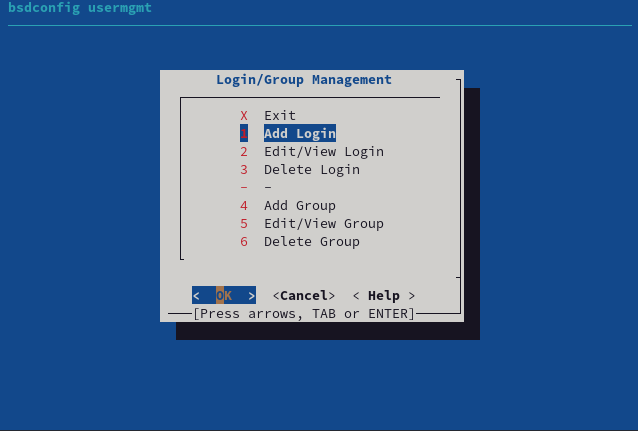 bsdconfig usermgmt
Login/Group Management
X Exit
1 Add Login
2 Edit/View Login
3 Delete Login
- -
4 Add Group
5 Edit/View Group
6 Delete Group
< OK > <Cancel> < Help >
[Press arrows, TAB or ENTER]